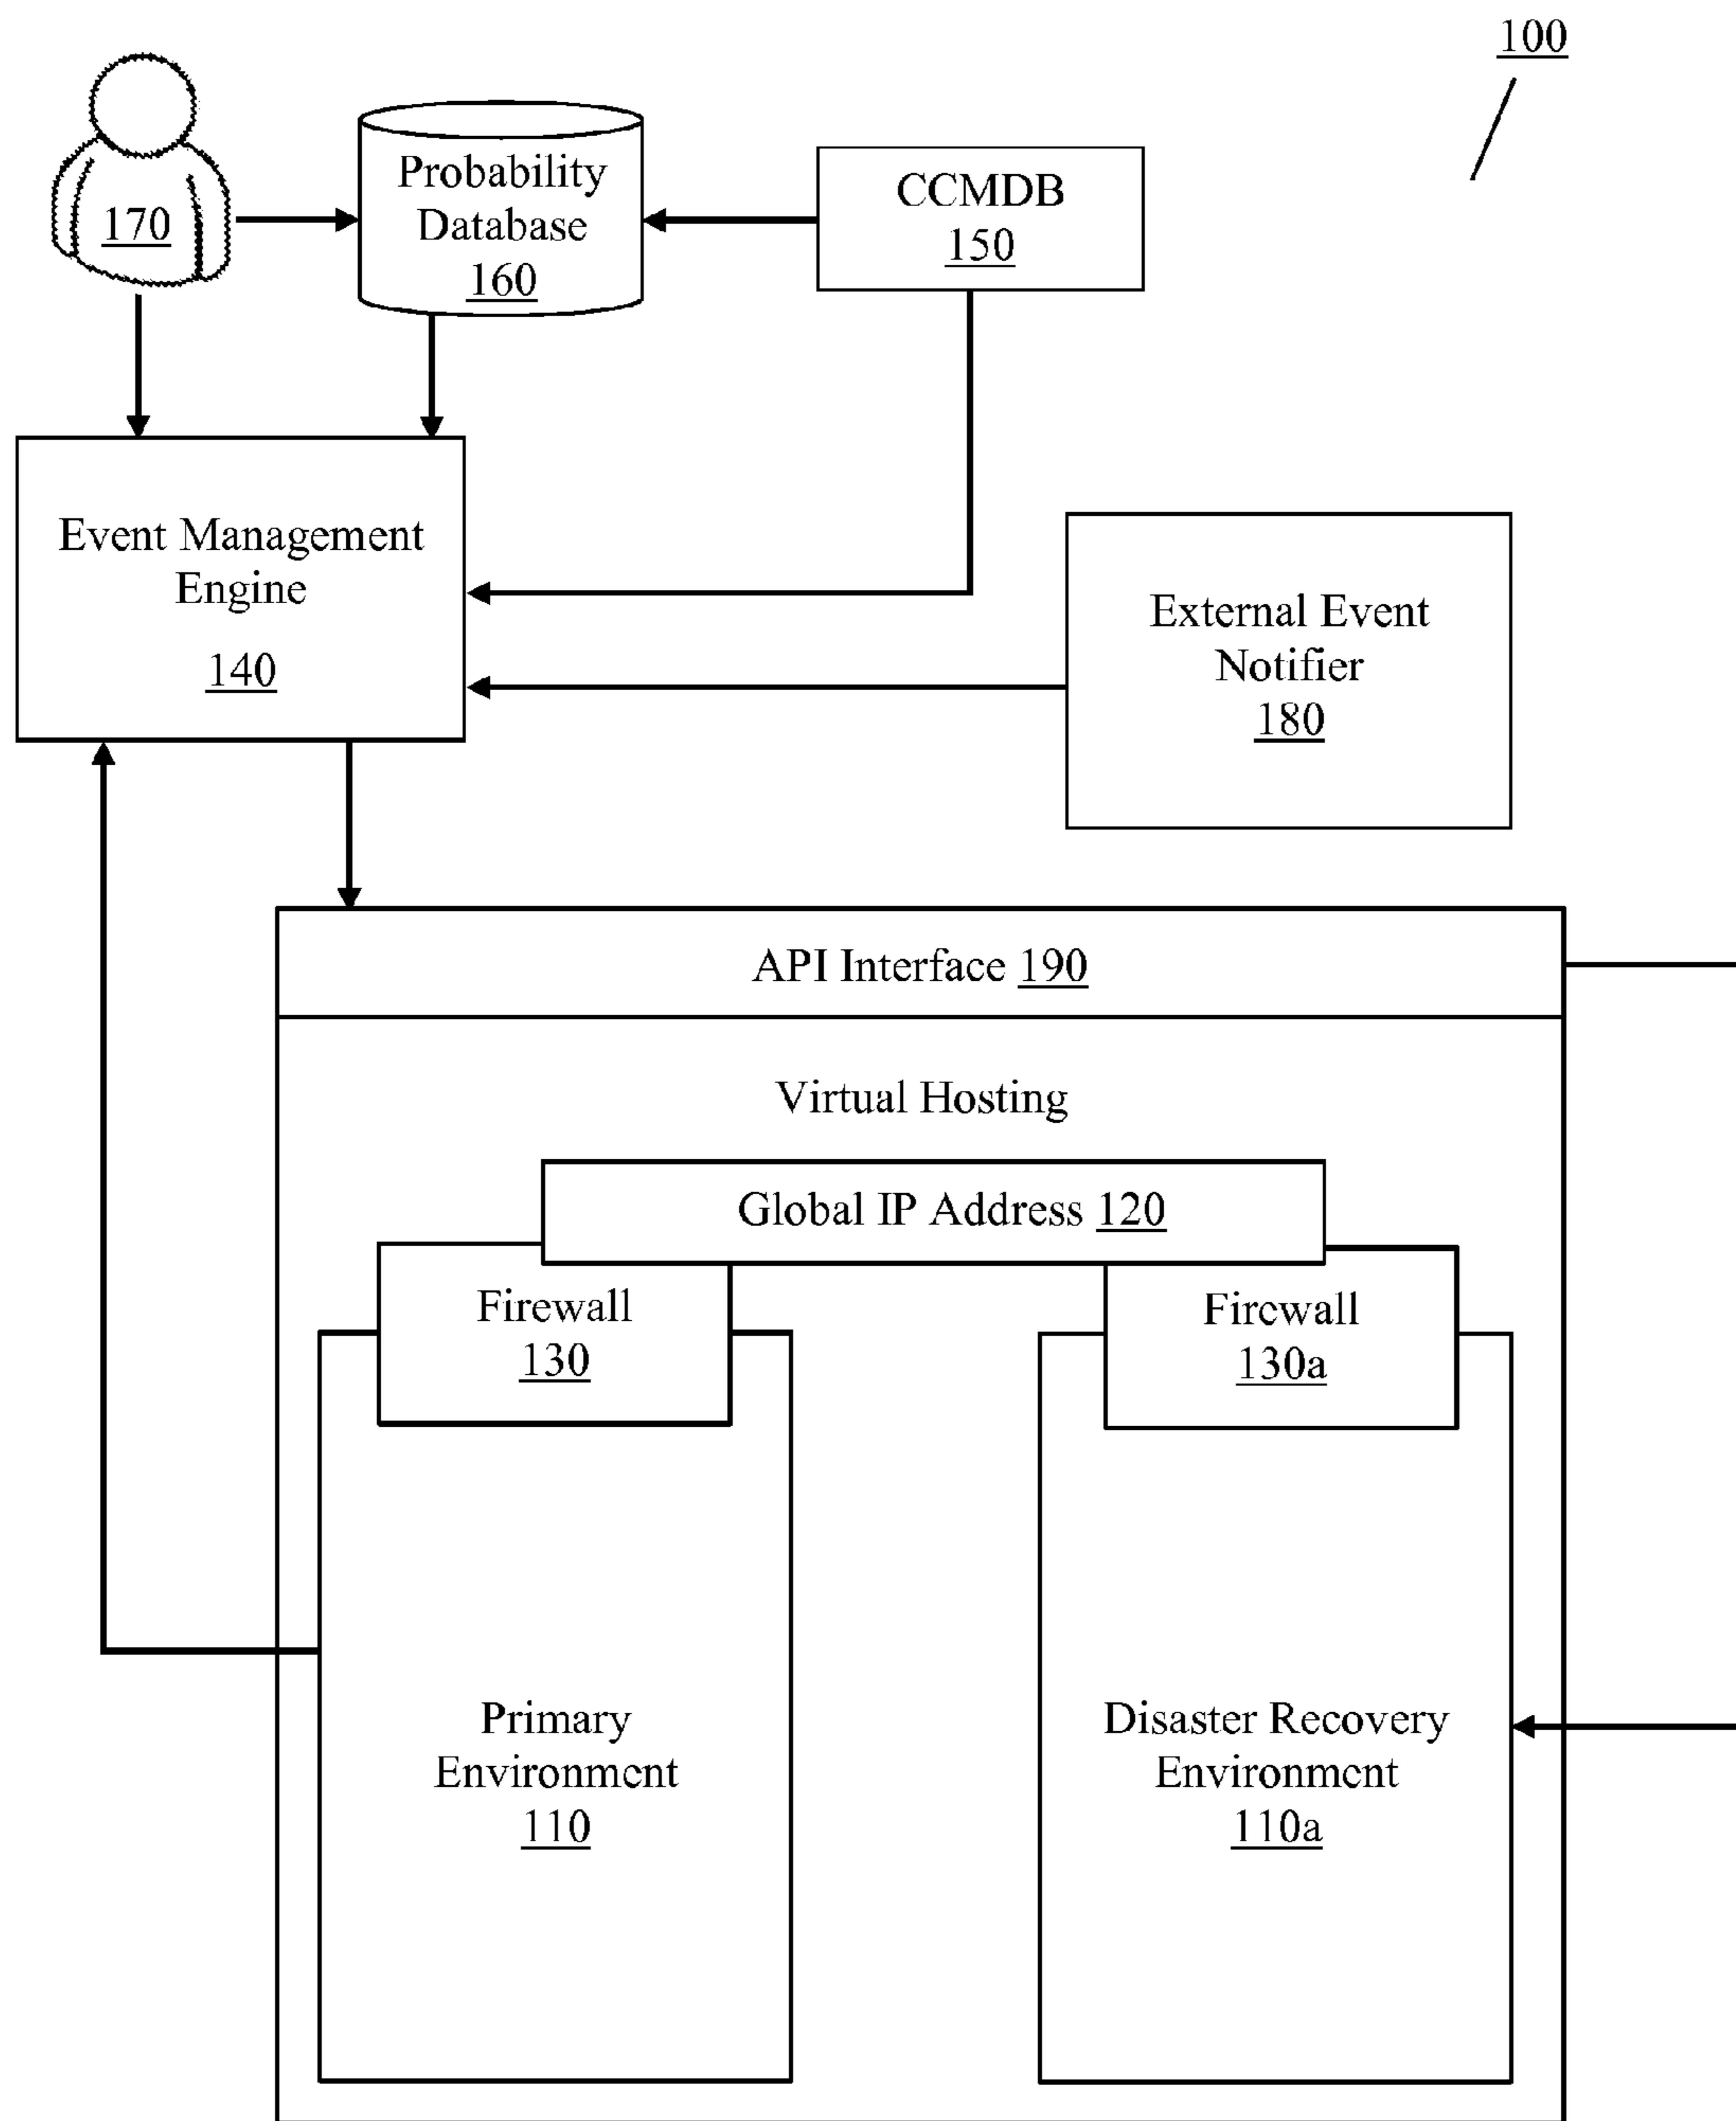 100
170
Probability
Database
160
CCMDB
150
Event Management
Engine
140
External Event
Notifier
180
API Interface 190
Virtual Hosting
Global IP Address 120
Firewall
130
Firewall
130a
Primary
Environment
110
Disaster Recovery
Environment
110a